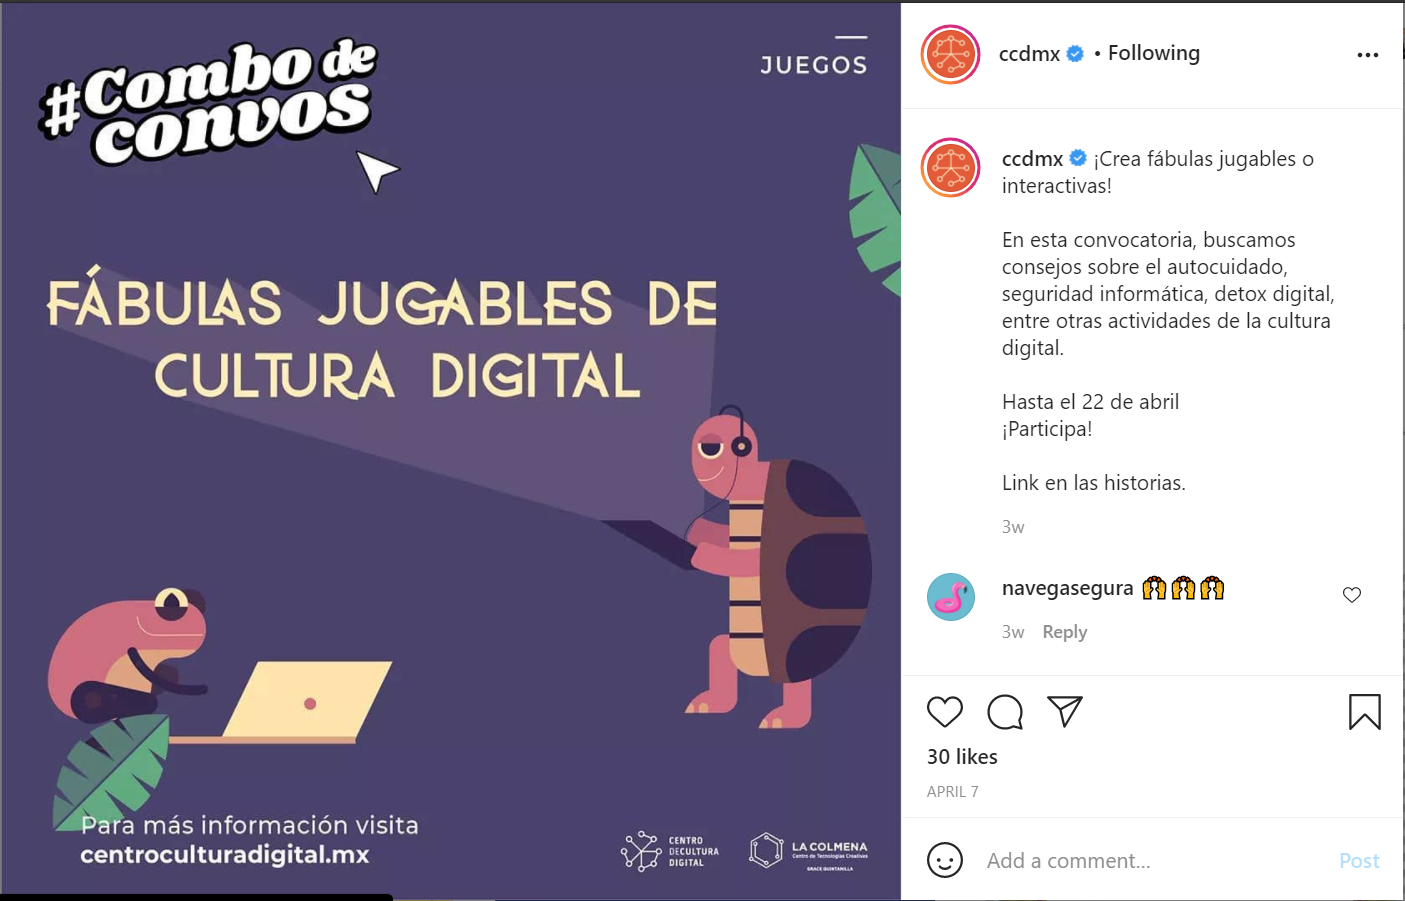 #Combo de
convos
JUEGOS
FÁBULAS JUGABLES DE
CULTURA DIGITAL
Para más información visita
centroculturadigital.mx
CENTRO
DECULTURA
DIGITAL
LA COLMENA
Centro de Tecnologías Creativas
GRACE QUINTANILLA
ccdmx • Following
ccdmx ¡Crea fábulas jugables o
interactivas!
En esta convocatoria, buscamos
consejos sobre el autocuidado,
seguridad informática, detox digital,
entre otras actividades de la cultura
digital.
Hasta el 22 de abril
¡Participa!
Link en las historias.
3w
navegasegura
3w Reply
30 likes
APRIL 7
Add a comment...
Post